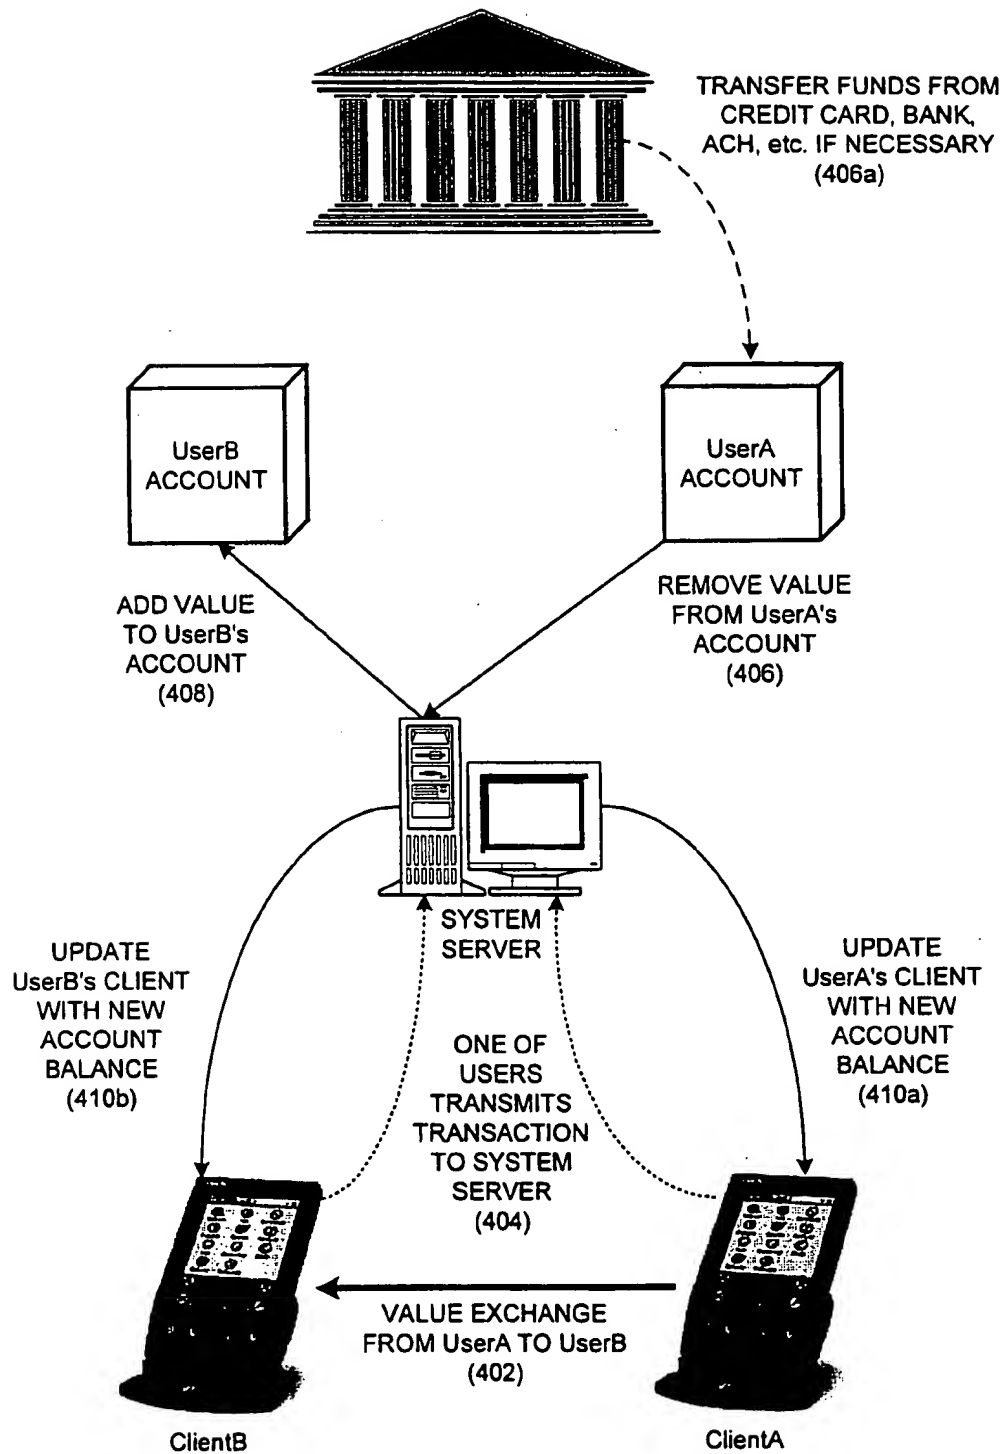 TRANSFER FUNDS FROM
CREDIT CARD, BANK,
ACH, etc. IF NECESSARY
(406a)
UserB
ACCOUNT
UserA
ACCOUNT
ADD VALUE
TO UserB's
ACCOUNT
(408)
REMOVE VALUE
FROM UserA's
ACCOUNT
(406)
SYSTEM
SERVER
UPDATE
UserB's CLIENT
WITH NEW
ACCOUNT
BALANCE
(410b)
ONE OF
USERS
TRANSMITS
TRANSACTION
TO SYSTEM
SERVER
(404)
UPDATE
UserA's CLIENT
WITH NEW
ACCOUNT
BALANCE
(410a)
VALUE EXCHANGE
FROM UserA TO UserB
(402)
ClientB
ClientA